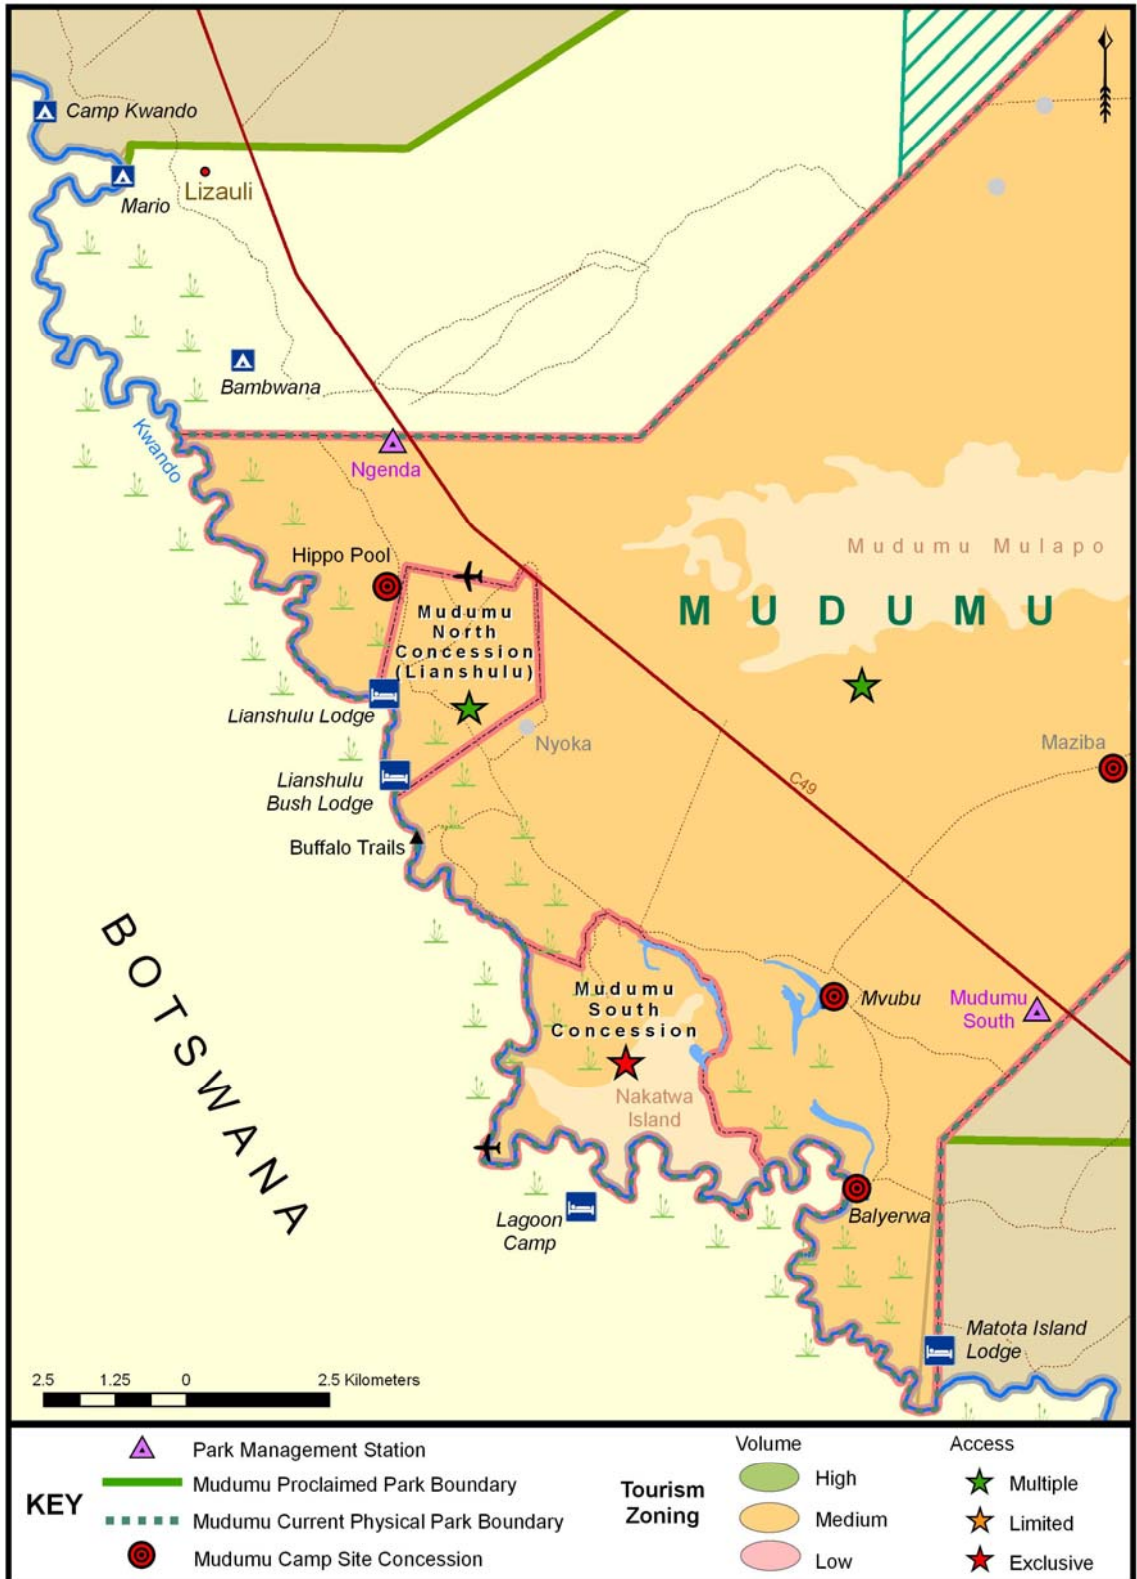 Camp Kwando
Mario
Lizauli
Bambwana
Kwando
Ngenda
Hippo Pool
Mudumu
North
Concession
(Lianshulu)
Mudumu Mulapo
MUDUMU
Lianshulu Lodge
Nyoka
Maziba
Lianshulu
Bush Lodge
C49
Buffalo Trails
BOTSWANA
Mudumu
South
Concession
Mvubu
Mudumu
South
Nakatwa
Island
Lagoon
Camp
Balyerwa
Matota Island
Lodge
2.5 1.25 0 2.5 Kilometers
KEY
Park Management Station
Mudumu Proclaimed Park Boundary
Mudumu Current Physical Park Boundary
Mudumu Camp Site Concession
Tourism
Zoning
Volume
High
Medium
Low
Access
Multiple
Limited
Exclusive